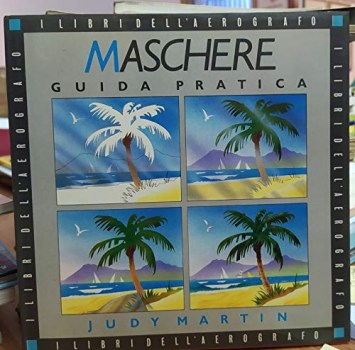 I LIBRI DELL'AEROGRAFO
MASCHERE
GUIDA PRATICA
I LIBRI DELL'AEROGRAFO
I LIBRI DELL'AEROGRAFO
JUDY MARTIN
I LIBRI DELL'AEROGRAFO